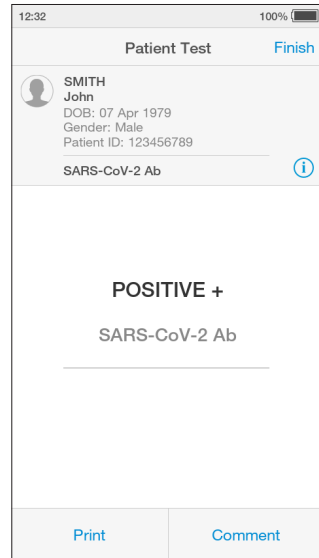 12:32 100%
Patient Test Finish
SMITH
John
DOB: 07 Apr 1979
Gender: Male
Patient ID: 123456789
SARS-CoV-2 Ab i
POSITIVE +
SARS-CoV-2 Ab
Print Comment